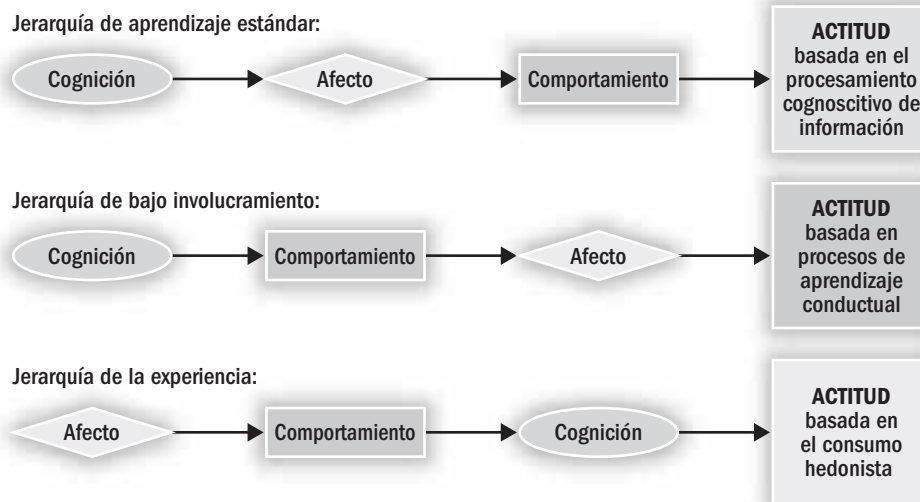 Jerarquía de aprendizaje estándar:
Cognición
Afecto
Comportamiento
ACTITUD
basada en el
procesamiento
cognoscitivo de
información
Jerarquía de bajo involucramiento:
Cognición
Comportamiento
Afecto
ACTITUD
basada en
procesos de
aprendizaje
conductual
Jerarquía de la experiencia:
Afecto
Comportamiento
Cognición
ACTITUD
basada en
el consumo
hedonista